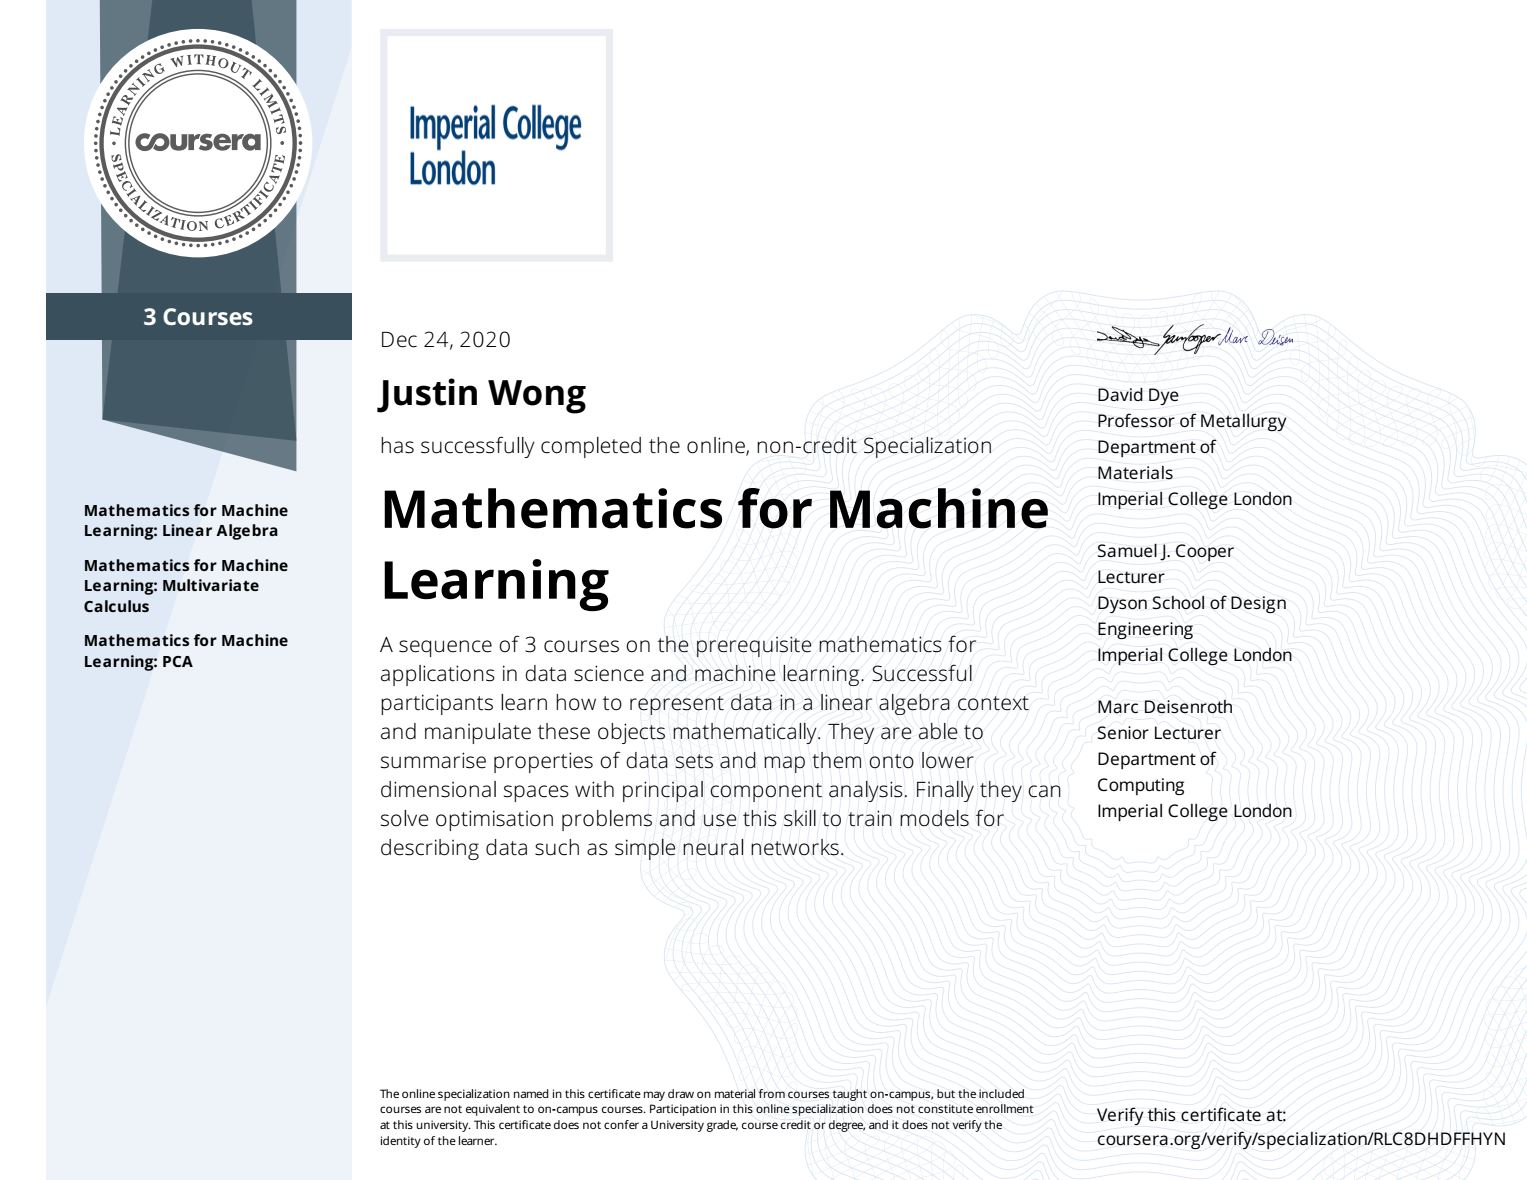 LEARNING WITHOUT LIMITS
coursera
SPECIALIZATION CERTIFICATE
3 Courses
Mathematics for Machine
Learning: Linear Algebra
Mathematics for Machine
Learning: Multivariate
Calculus
Mathematics for Machine
Learning: PCA
Imperial College
London
Dec 24, 2020
Justin Wong
has successfully completed the online, non-credit Specialization
Mathematics for Machine
Learning
A sequence of 3 courses on the prerequisite mathematics for
applications in data science and machine learning. Successful
participants learn how to represent data in a linear algebra context
and manipulate these objects mathematically. They are able to
summarise properties of data sets and map them onto lower
dimensional spaces with principal component analysis. Finally they can
solve optimisation problems and use this skill to train models for
describing data such as simple neural networks.
The online specialization named in this certificate may draw on material from courses taught on-campus, but the included
courses are not equivalent to on-campus courses. Participation in this online specialization does not constitute enrollment
at this university. This certificate does not confer a University grade, course credit or degree, and it does not verify the
identity of the learner.
Sam Cooper Marc Deisen
David Dye
Professor of Metallurgy
Department of
Materials
Imperial College London
Samuel J. Cooper
Lecturer
Dyson School of Design
Engineering
Imperial College London
Marc Deisenroth
Senior Lecturer
Department of
Computing
Imperial College London
Verify this certificate at:
coursera.org/verify/specialization/RLC8DHDFFHYN